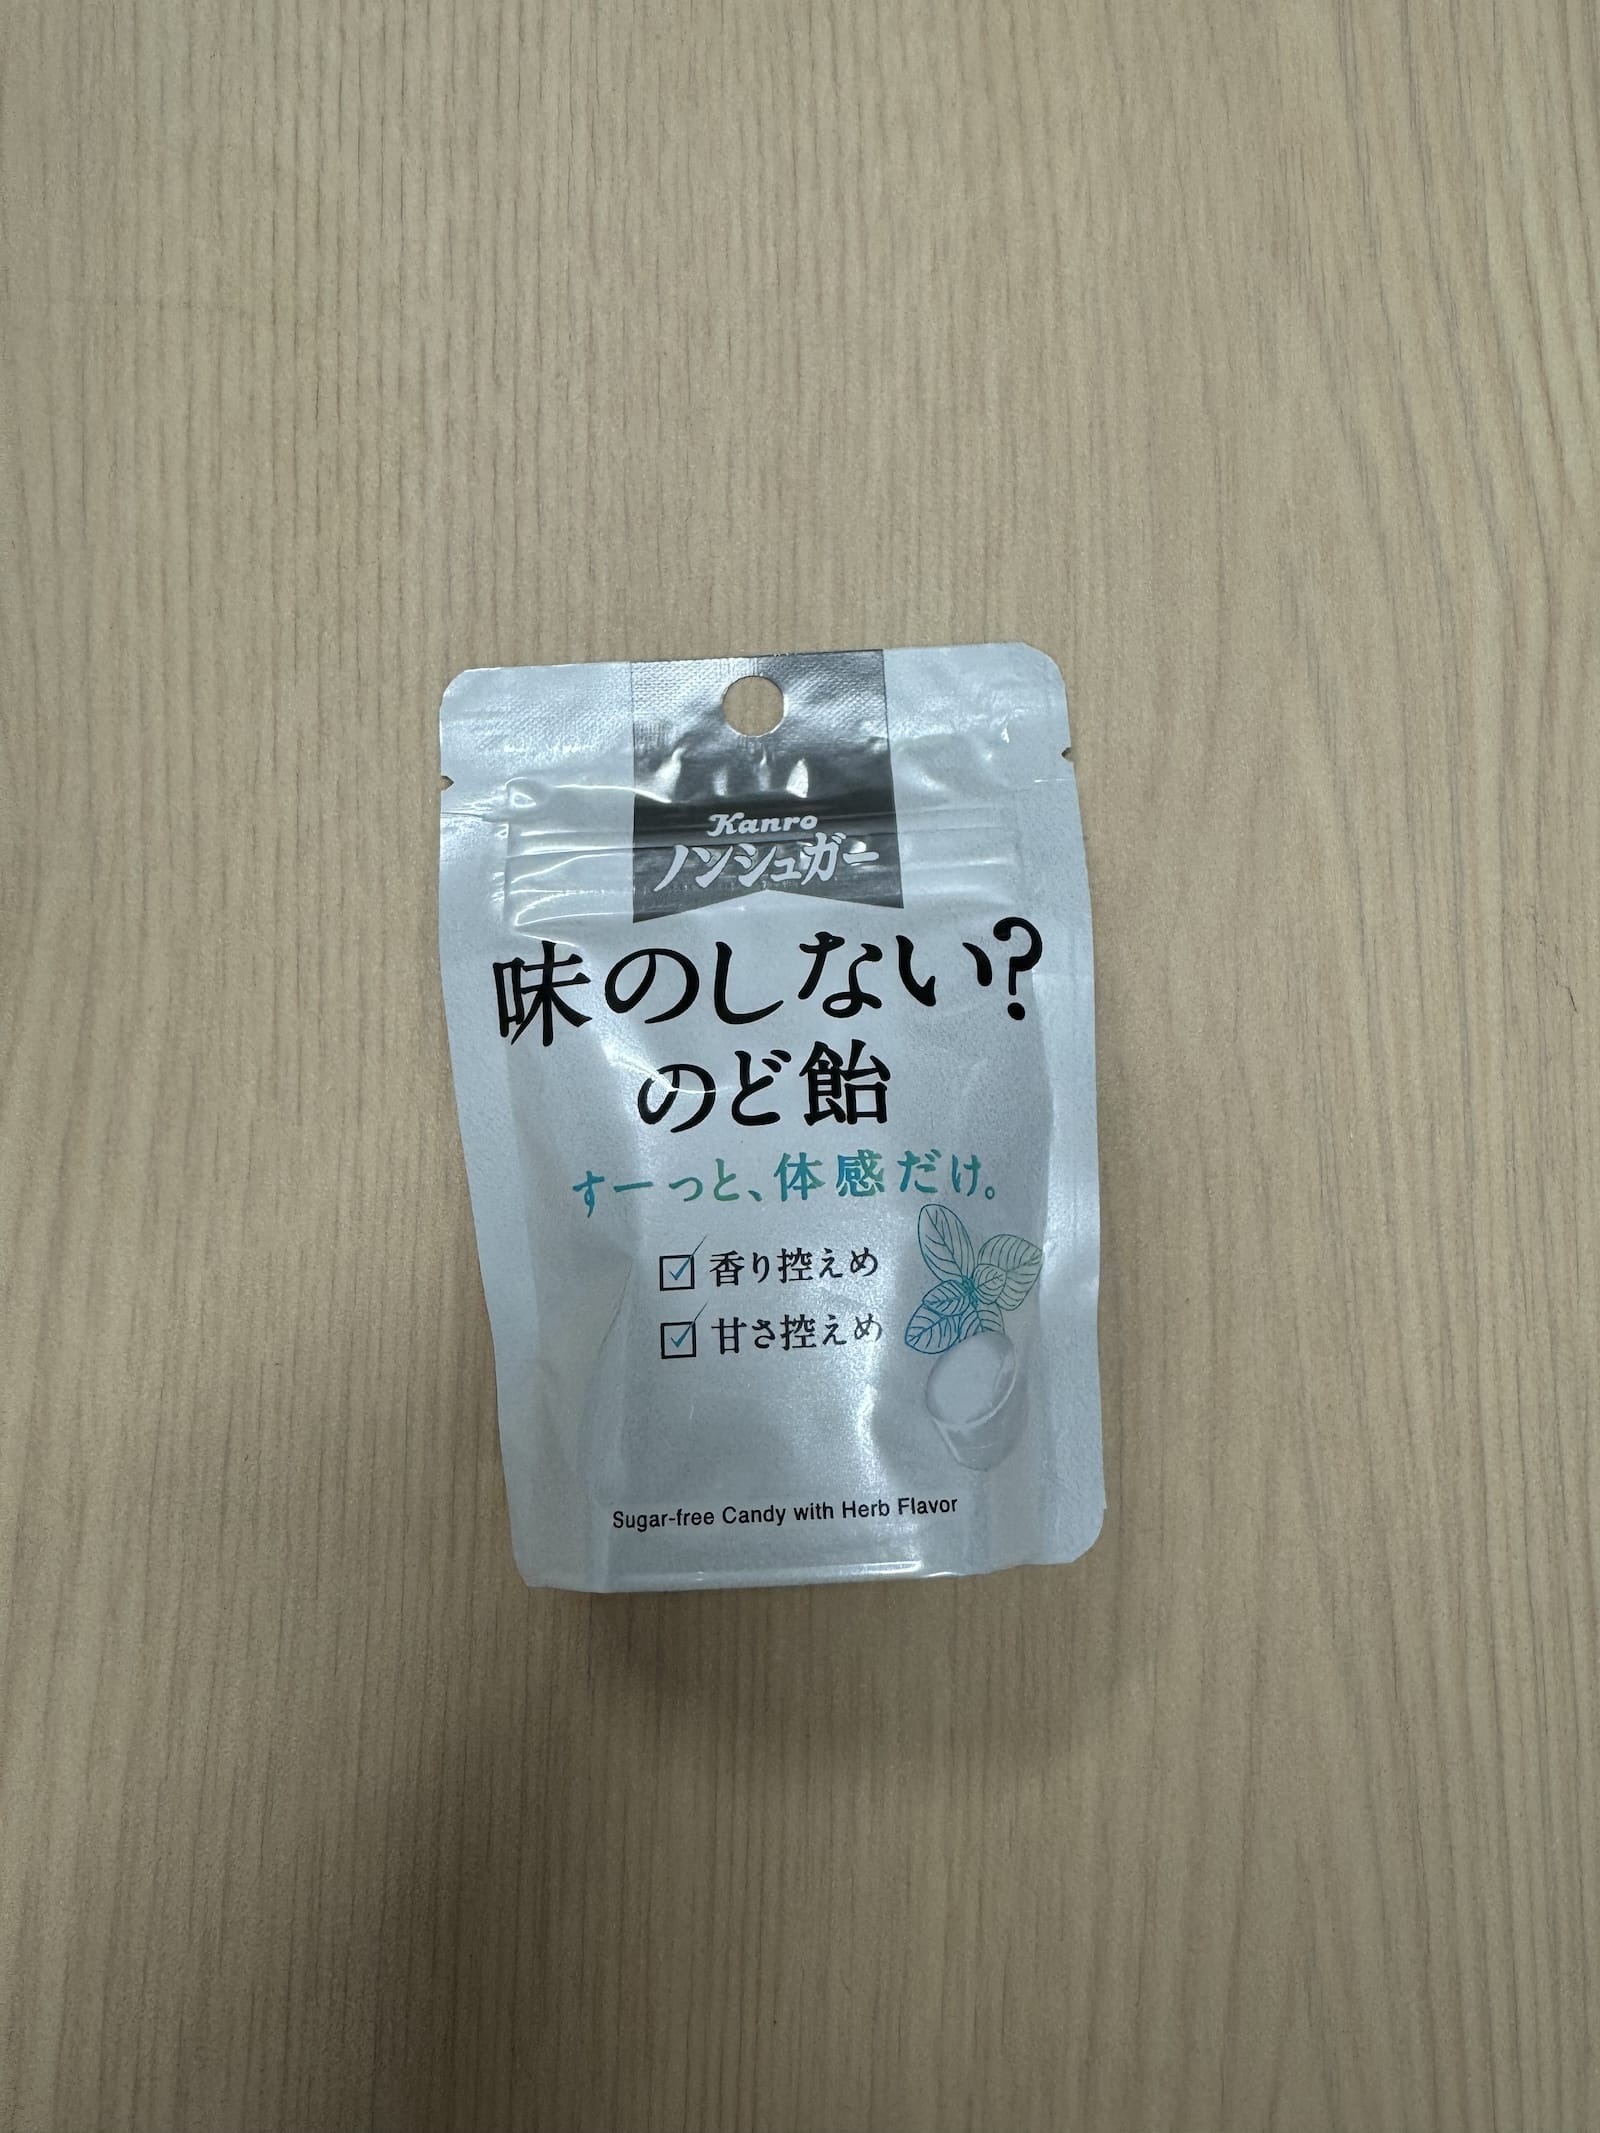 Kanro
ノンシュガー
味のしない?
のど飴
すーっと、体感だけ。
香り控えめ
甘さ控えめ
Sugar-free Candy with Herb Flavor